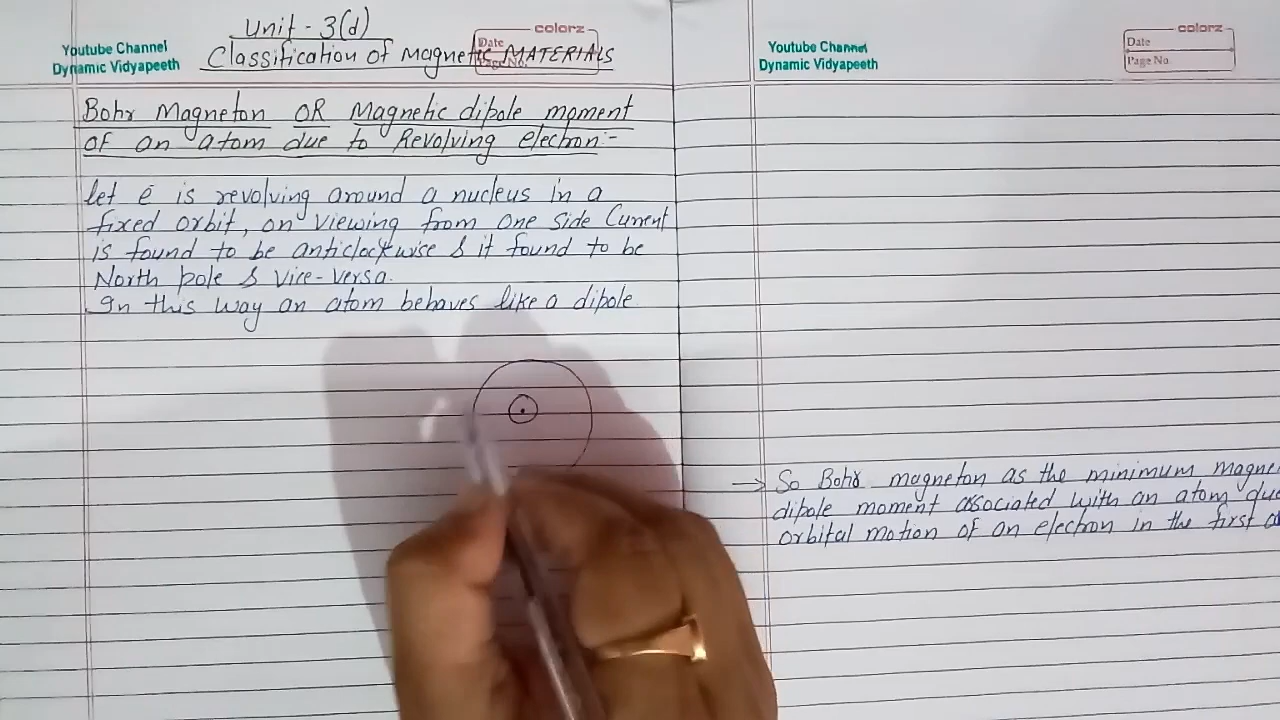 Unit - 3(d)
Classification of Magnetic MATERIALS
colorz
Date
Page No.
Youtube Channel
Dynamic Vidyapeeth
Bohr Magneton OR Magnetic dipole moment
of an atom due to Revolving electron:-
let e is revolving around a nucleus in a
fixed orbit, on viewing from one side Current
is found to be anticlockwise & it found to be
North pole & Vice-Versa.
In this way an atom behaves like a dipole.
Youtube Channel
Dynamic Vidyapeeth
colorz
Date
Page No.
→ So Bohr magneton as the minimum magne
dipole moment associated with an atom due
orbital motion of an electron in the first